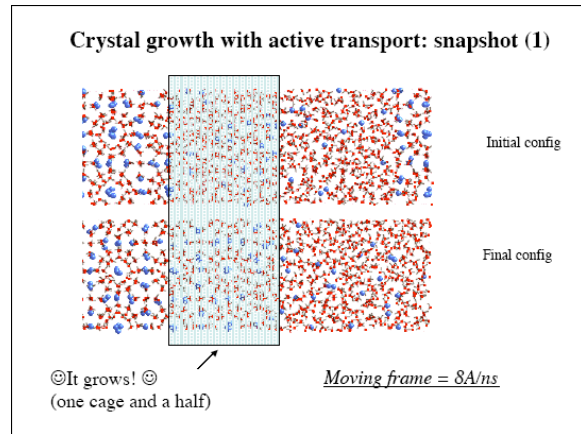 Crystal growth with active transport: snapshot (1)
Initial config
Final config
☺It grows! ☺
(one cage and a half)
Moving frame = 8A/ns